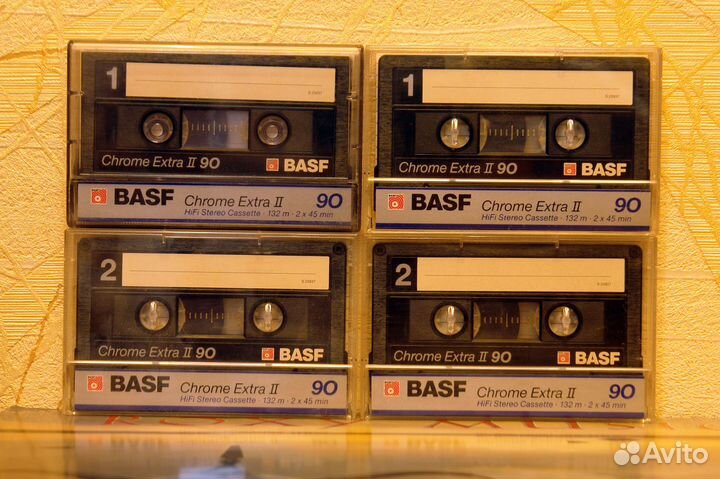 1
Chrome Extra II 90
BASF
BASF Chrome Extra II 90
HiFi Stereo Cassette · 132 m · 2 x 45 min
1
Chrome Extra II 90
BASF
BASF Chrome Extra II 90
HiFi Stereo Cassette · 132 m · 2 x 45 min
2
Chrome Extra II 90
BASF
BASF Chrome Extra II 90
HiFi Stereo Cassette · 132 m · 2 x 45 min
2
Chrome Extra II 90
BASF
BASF Chrome Extra II 90
HiFi Stereo Cassette · 132 m · 2 x 45 min
Avito